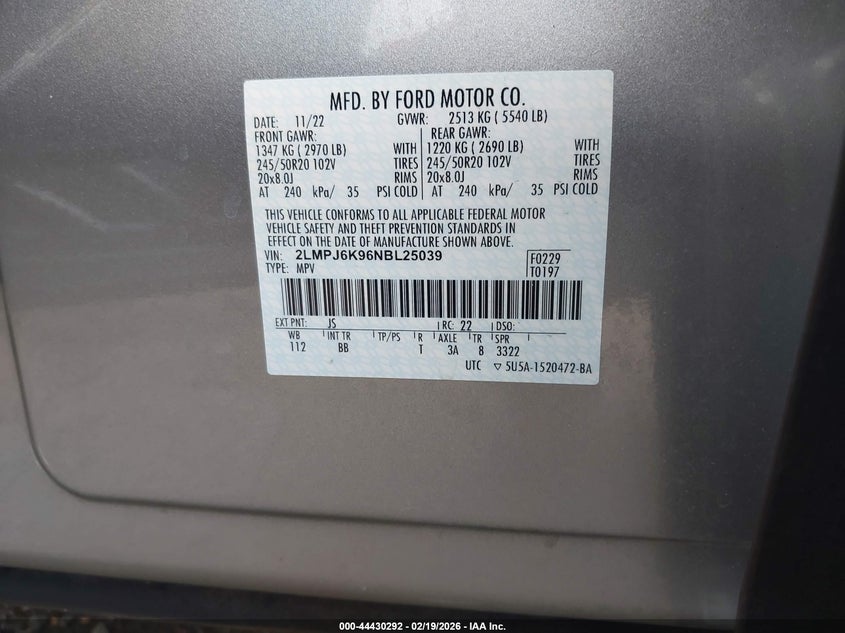 MFD. BY FORD MOTOR CO.
DATE: 11/22 GVWR: 2513 KG ( 5540 LB)
FRONT GAWR: REAR GAWR:
1347 KG ( 2970 LB) WITH 1220 KG ( 2690 LB) WITH
245/50R20 102V TIRES 245/50R20 102V TIRES
20x8.0J RIMS 20x8.0J RIMS
AT 240 kPa/ 35 PSI COLD AT 240 kPa/ 35 PSI COLD
THIS VEHICLE CONFORMS TO ALL APPLICABLE FEDERAL MOTOR
VEHICLE SAFETY AND THEFT PREVENTION STANDARDS IN
EFFECT ON THE DATE OF MANUFACTURE SHOWN ABOVE.
VIN: 2LMPJ6K96NBL25039 F0229
TYPE: MPV T0197
EXT PNT: JS RC: 22 DSO:
WB INT TR TP/PS R AXLE TR SPR
112 BB T 3A 8 3322
UTC ▽ 5U5A-1520472-BA
000-44430292 - 02/19/2026 - IAA Inc.